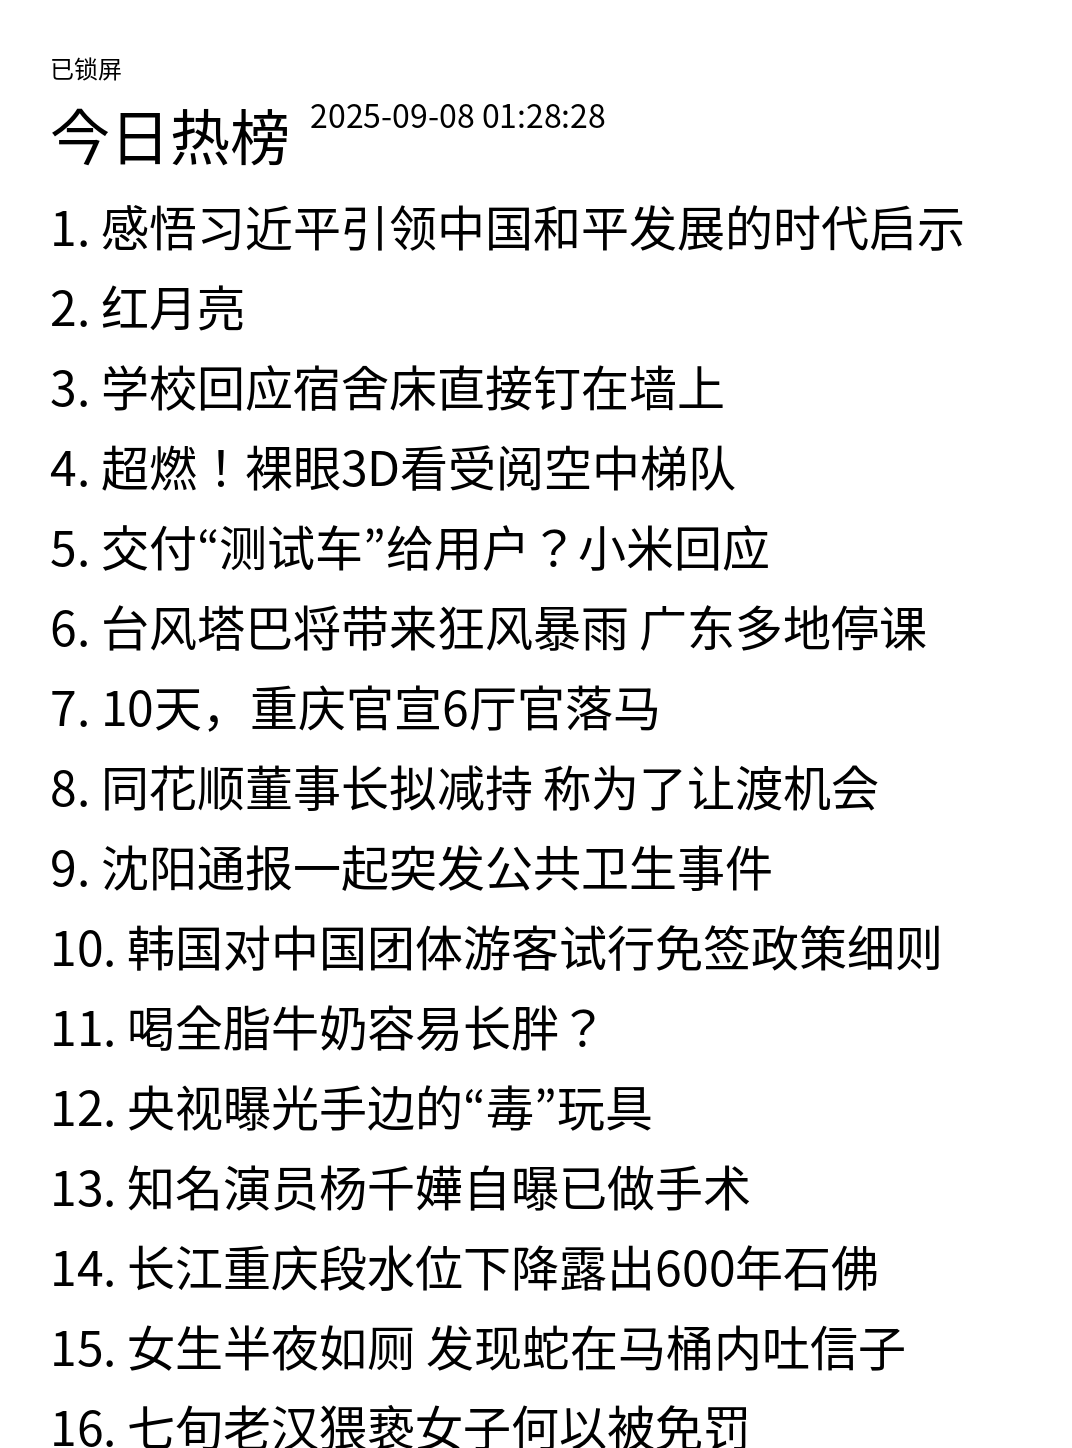 已锁屏
今日热榜 2025-09-08 01:28:28
1. 感悟习近平引领中国和平发展的时代启示
2. 红月亮
3. 学校回应宿舍床直接钉在墙上
4. 超燃！裸眼3D看受阅空中梯队
5. 交付“测试车”给用户？小米回应
6. 台风塔巴将带来狂风暴雨 广东多地停课
7. 10天，重庆官宣6厅官落马
8. 同花顺董事长拟减持 称为了让渡机会
9. 沈阳通报一起突发公共卫生事件
10. 韩国对中国团体游客试行免签政策细则
11. 喝全脂牛奶容易长胖？
12. 央视曝光手边的“毒”玩具
13. 知名演员杨千嬅自曝已做手术
14. 长江重庆段水位下降露出600年石佛
15. 女生半夜如厕 发现蛇在马桶内吐信子
16. 七旬老汉猥亵女子何以被免罚